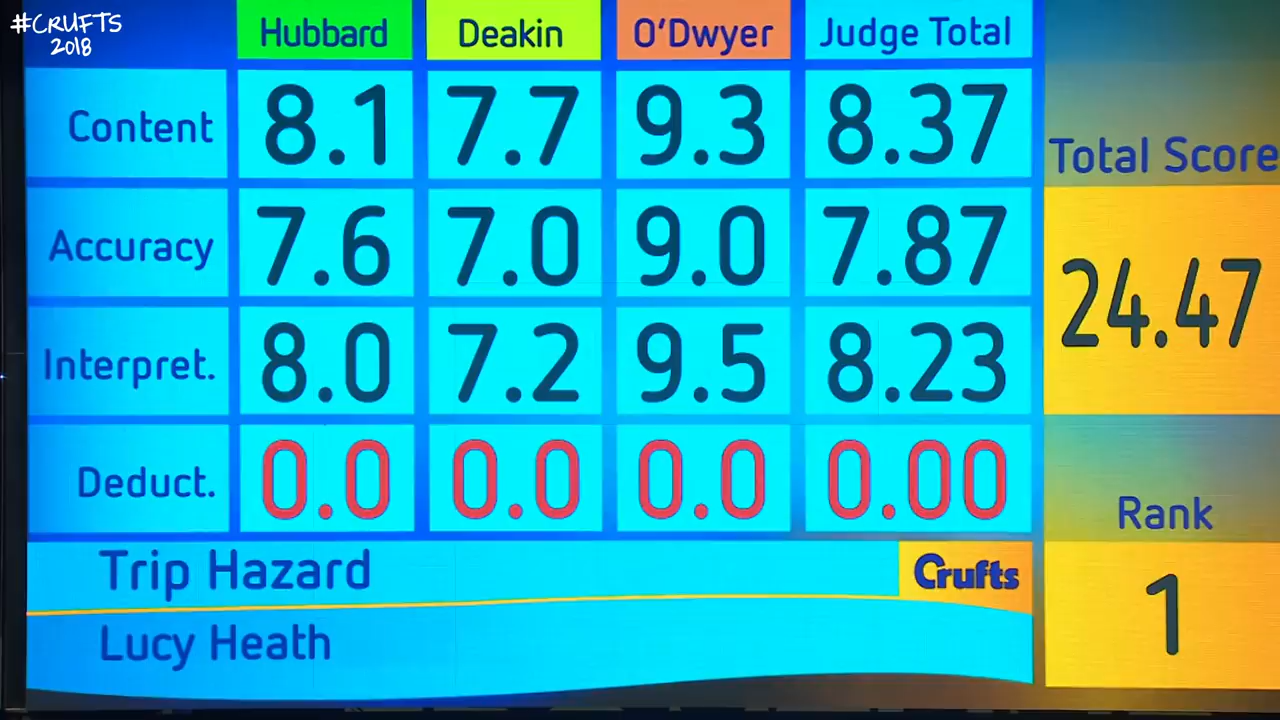 #CRUFTS
2018
Hubbard Deakin O'Dwyer Judge Total
Content 8.1 7.7 9.3 8.37
Total Score
Accuracy 7.6 7.0 9.0 7.87
24.47
Interpret. 8.0 7.2 9.5 8.23
Deduct. 0.0 0.0 0.0 0.00
Rank
1
Trip Hazard
Crufts
Lucy Heath